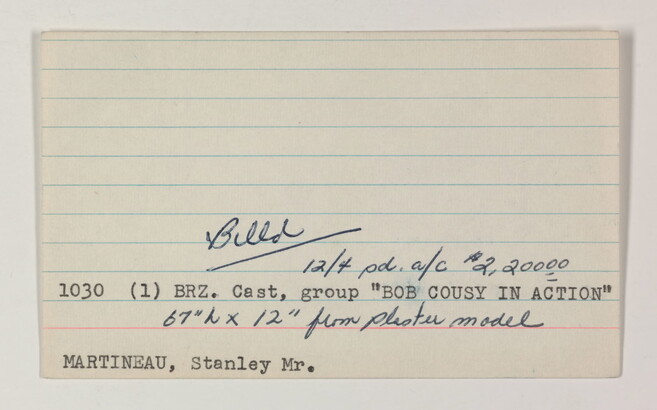 Billd
12/4 pd. a/c $2,200 00
1030 (1) BRZ. Cast, group "BOB COUSY IN ACTION"
67"h x 12" from plaster model
MARTINEAU, Stanley Mr.